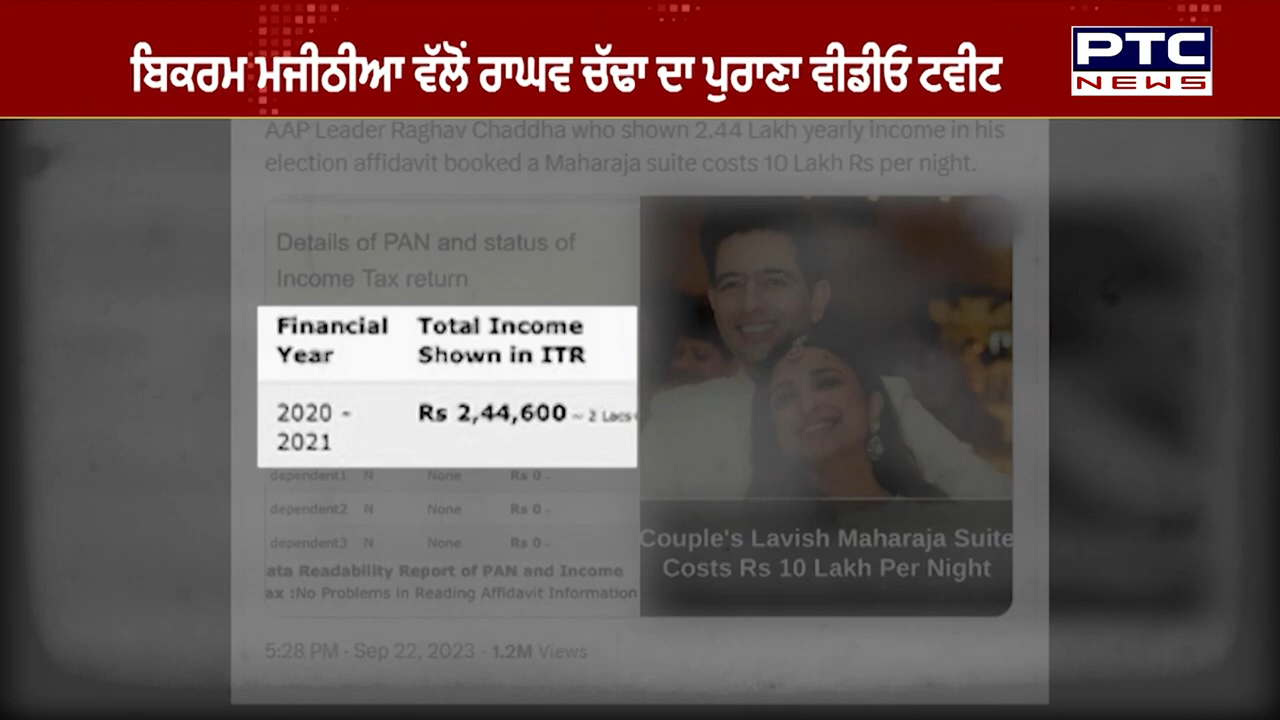 ਬਿਕਰਮ ਮਜੀਠੀਆ ਵੱਲੋਂ ਰਾਘਵ ਚੱਢਾ ਦਾ ਪੁਰਾਣਾ ਵੀਡੀਓ ਟਵੀਟ
PTC
NEWS
AAP Leader Raghav Chaddha who shown 2.44 Lakh yearly income in his
election affidavit booked a Maharaja suite costs 10 Lakh Rs per night.
Details of PAN and status of
Income Tax return
Financial Year Total Income Shown in ITR
2020 - 2021 Rs 2,44,600 ~ 2 Lacs
dependent1 N None Rs 0 ~
dependent2 N None Rs 0 ~
dependent3 N None Rs 0 ~
ata Readability Report of PAN and Income
ax :No Problems in Reading Affidavit Information
Couple's Lavish Maharaja Suite
Costs Rs 10 Lakh Per Night
5:28 PM · Sep 22, 2023 · 1.2M Views